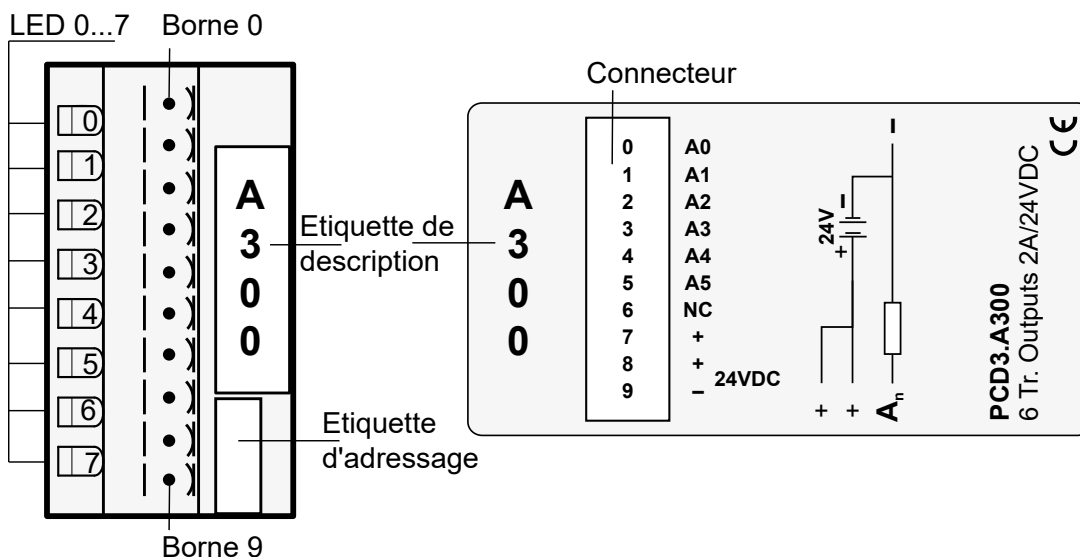 LED 0...7
Borne 0
0
1
2
3
4
5
6
7
A
3
0
0
Etiquette de
description
Etiquette
d'adressage
Borne 9
Connecteur
A
3
0
0
0 A0
1 A1
2 A2
3 A3
4 A4
5 A5
6 NC
7 +
8 +
9 –
24VDC
–
–
24V
+
+ + An
PCD3.A300
6 Tr. Outputs 2A/24VDC
CE